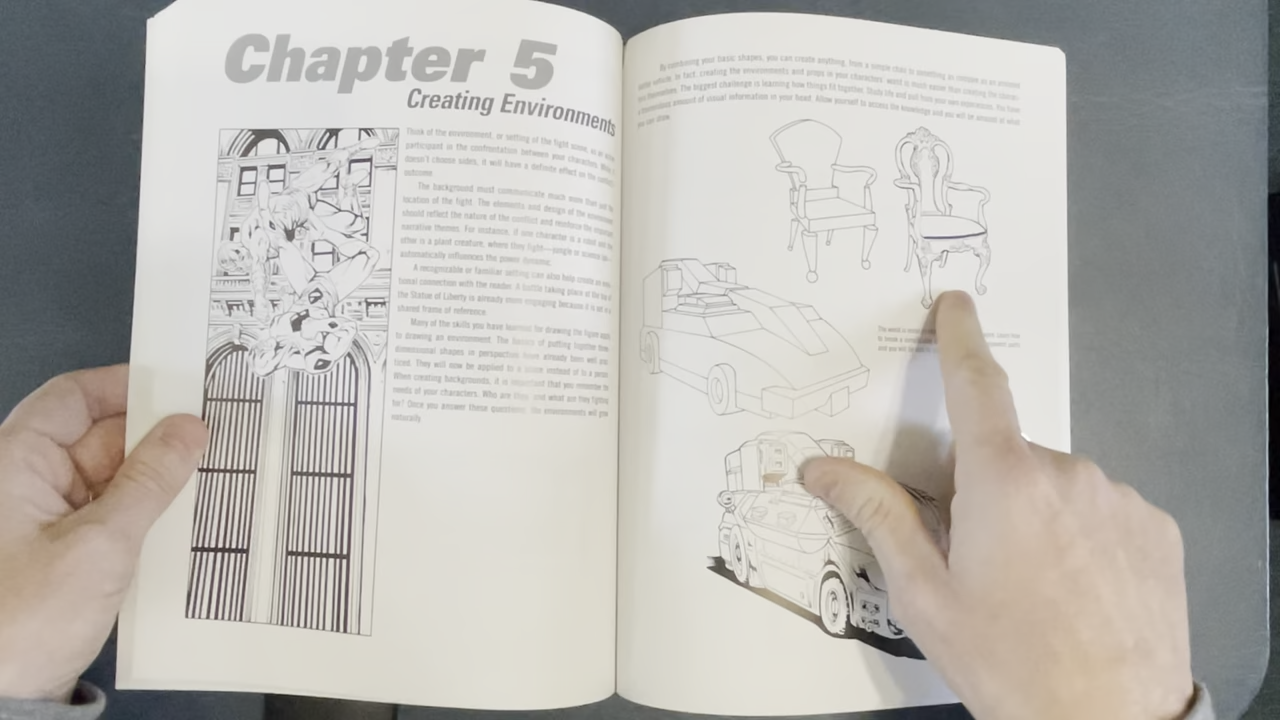 Chapter 5
Creating Environments
Think of the environment, or setting of the fight scene, as an
participant in the confrontation between your characters. While it
doesn't choose sides, it will have a definite effect on the
outcome.
The background must communicate much more than just the
location of the fight. The elements and design of the environment
should reflect the nature of the conflict and reinforce the
narrative themes. For instance, if one character is a robot and the
other is a plant creature, where they fight—jungle or science lab—
automatically influences the power dynamic.
A recognizable or familiar setting can also help create an emo-
tional connection with the reader. A battle taking place at the top of
the Statue of Liberty is already more engaging because it is set in a
shared frame of reference.
Many of the skills you have learned for drawing the figure apply
to drawing an environment. The basics of putting together three-
dimensional shapes in perspective have already been well prac-
ticed. They will now be applied to a place instead of to a person.
When creating backgrounds, it is important that you remember the
needs of your characters. Who are they, and what are they fighting
for? Once you answer these questions, the environments will grow
naturally.
By combining your basic shapes, you can create anything, from a simple chair to something as complex as an armored
vehicle. In fact, creating the environments and props in your characters' world is much easier than creating the charac-
ters themselves. The biggest challenge is learning how things fit together. Study life and pull from your own experiences. You have
a tremendous amount of visual information in your head. Allow yourself to access the knowledge and you will be amazed at what
you can draw.
The world is
to break a
and you will be